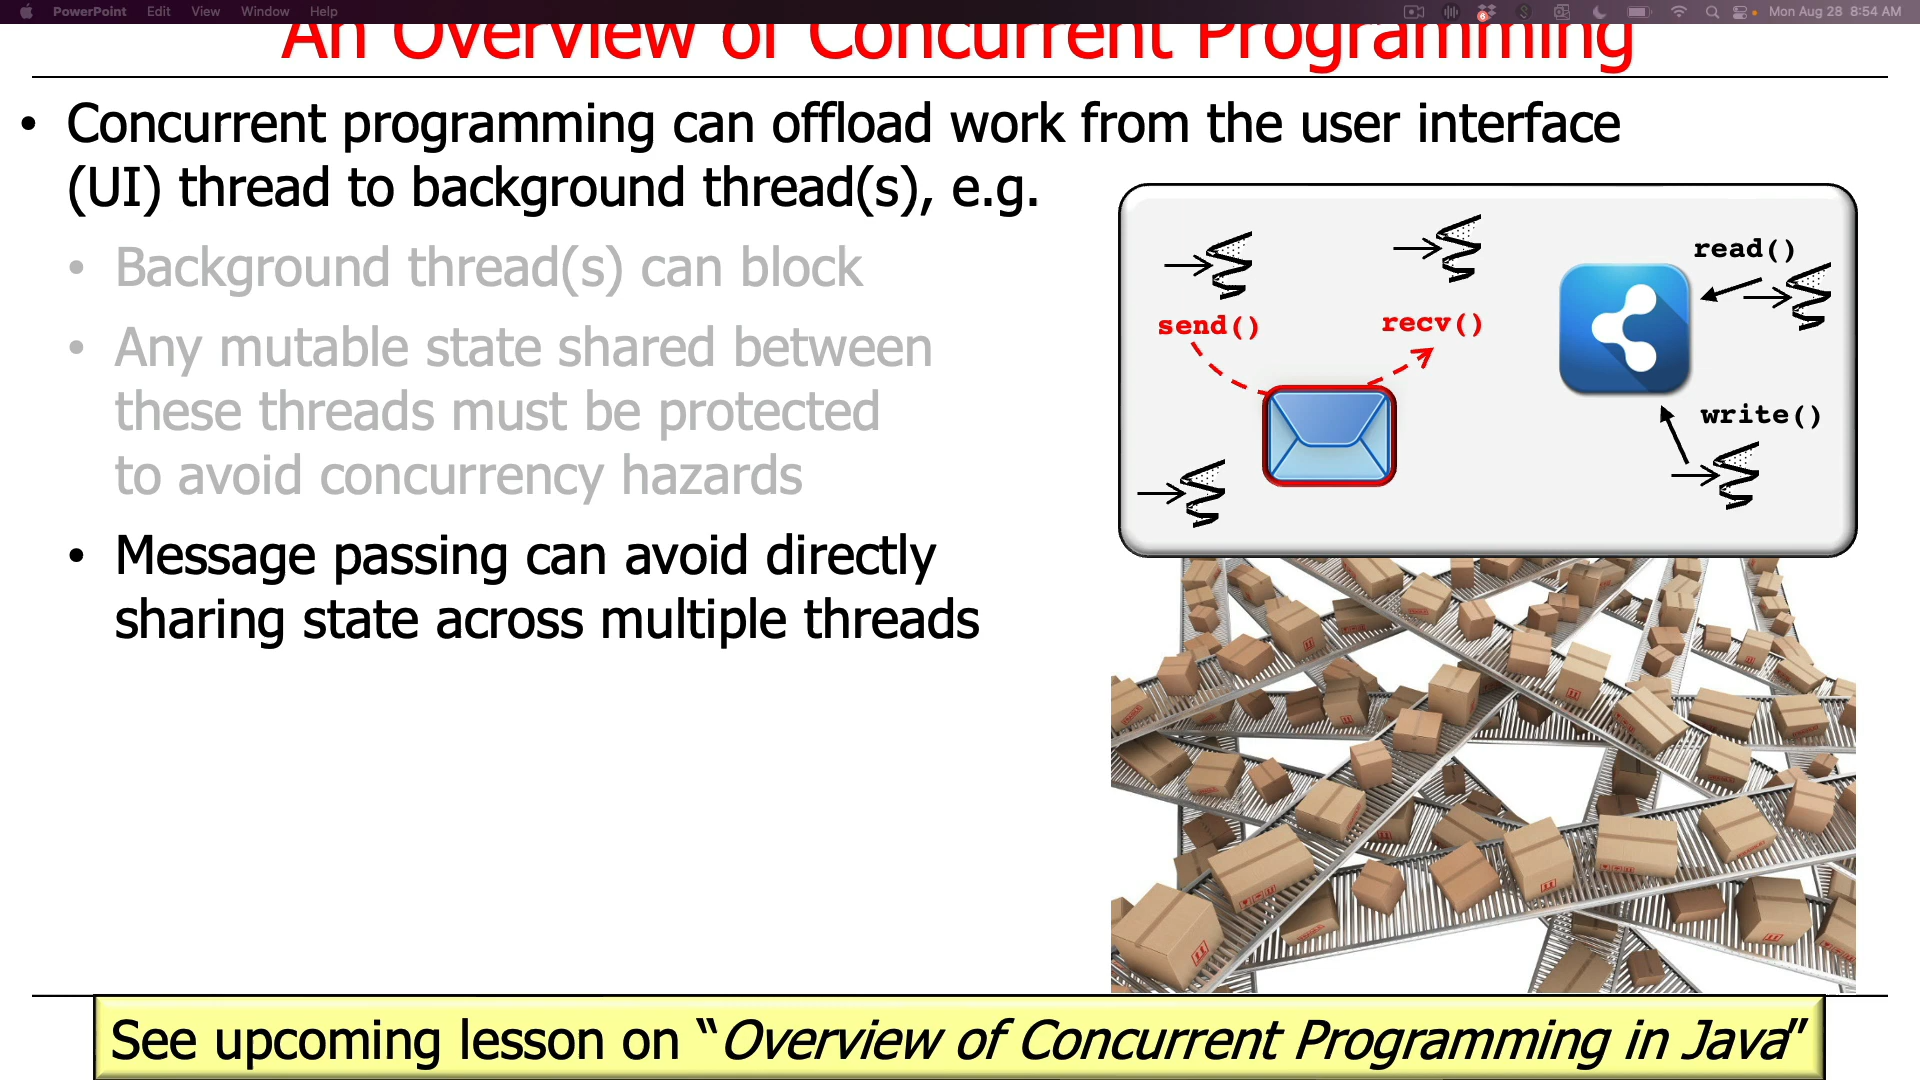 PowerPoint Edit View Window Help
6
Mon Aug 28 8:54 AM
An Overview of Concurrent Programming
• Concurrent programming can offload work from the user interface
(UI) thread to background thread(s), e.g.
• Background thread(s) can block
• Any mutable state shared between
these threads must be protected
to avoid concurrency hazards
• Message passing can avoid directly
sharing state across multiple threads
send()
recv()
read()
write()
See upcoming lesson on “Overview of Concurrent Programming in Java”